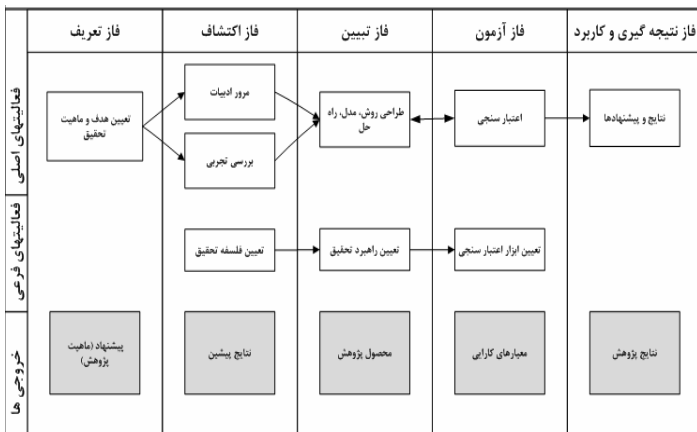 فاز تعریف
فاز اکتشاف
فاز تبیین
فاز آزمون
فاز نتیجه گیری و کاربرد
فعالیتهای اصلی
تعیین هدف و ماهیت
تحقیق
مرور ادبیات
بررسی تجربی
طراحی روش، مدل، راه
حل
اعتبار سنجی
نتایج و پیشنهادها
فعالیتهای فرعی
تعیین فلسفه تحقیق
تعیین راهبرد تحقیق
تعیین ابزار اعتبار سنجی
خروجی ها
پیشنهاد (ماهیت
پژوهش)
نتایج پیشین
محصول پژوهش
معیارهای کارایی
نتایج پژوهش